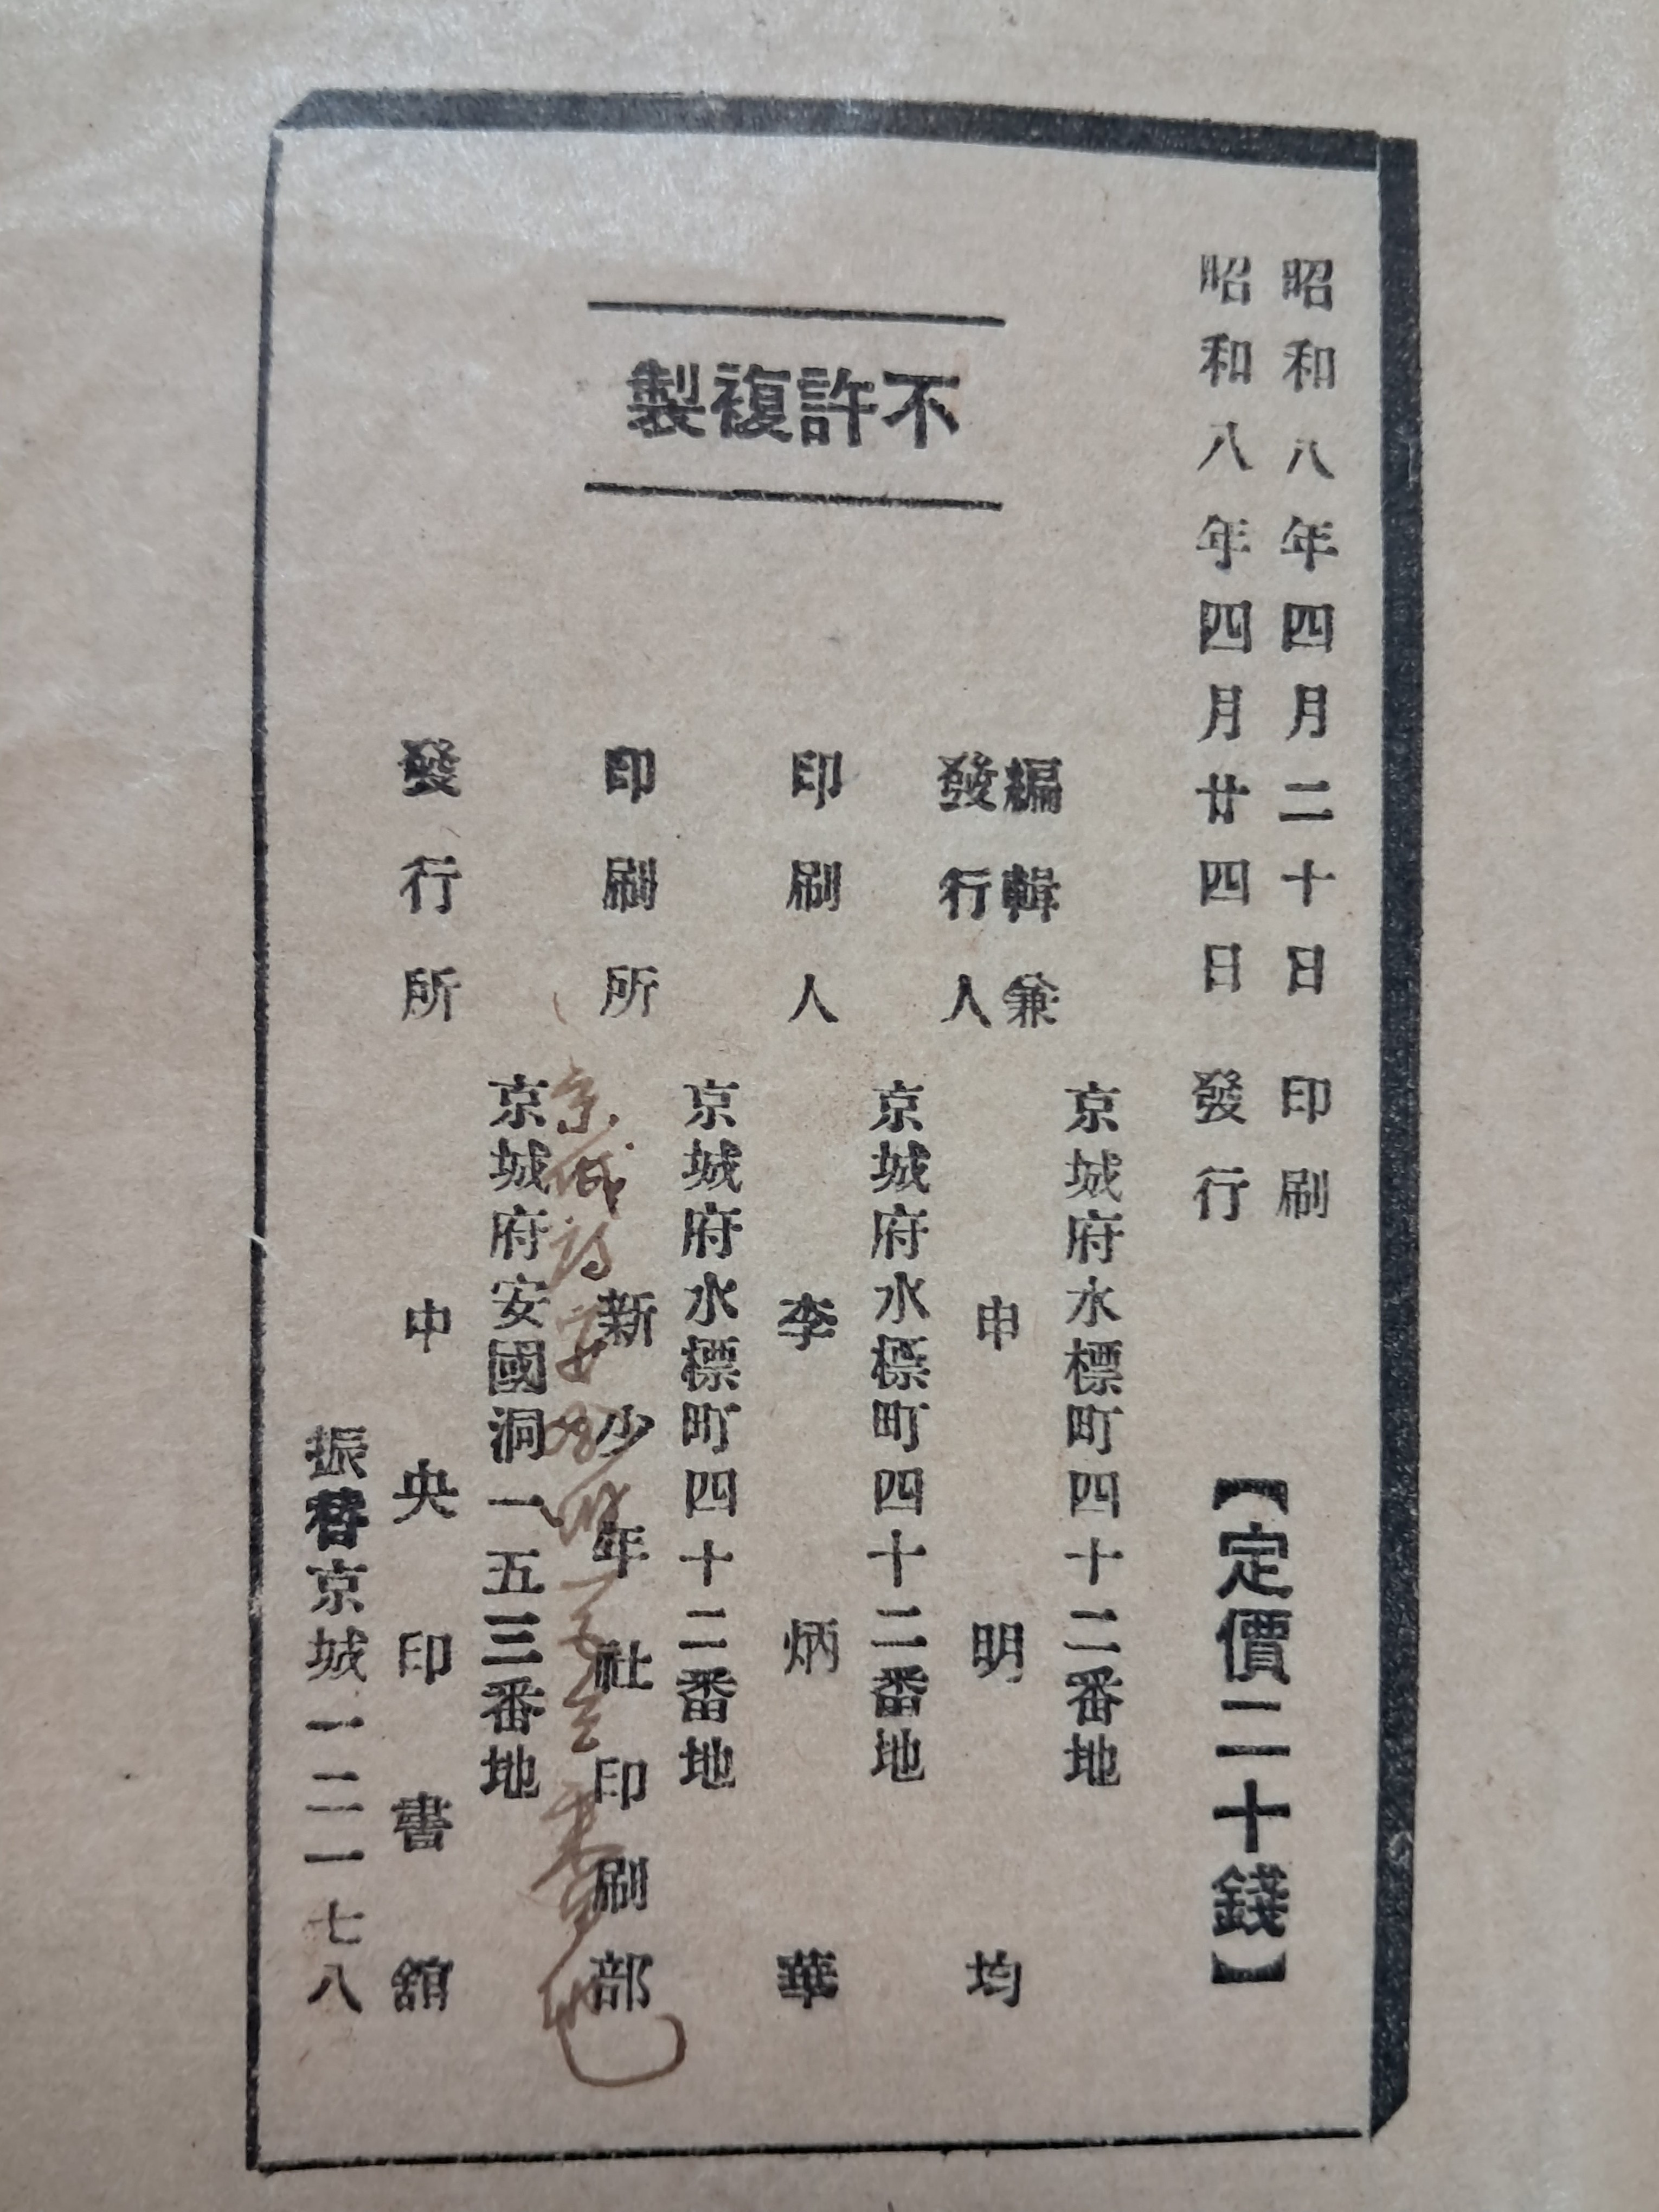 昭和八年四月二十日印刷
昭和八年四月廿四日發行
【定價二十錢】
不許複製
編輯兼
發行人
京城府水標町四十二番地
申明均
印刷人
京城府水標町四十二番地
李炳華
印刷所
京城府水標町四十二番地
新少年社印刷部
發行所
京城府安國洞一五三番地
中央印書館
振替京城一二一七八